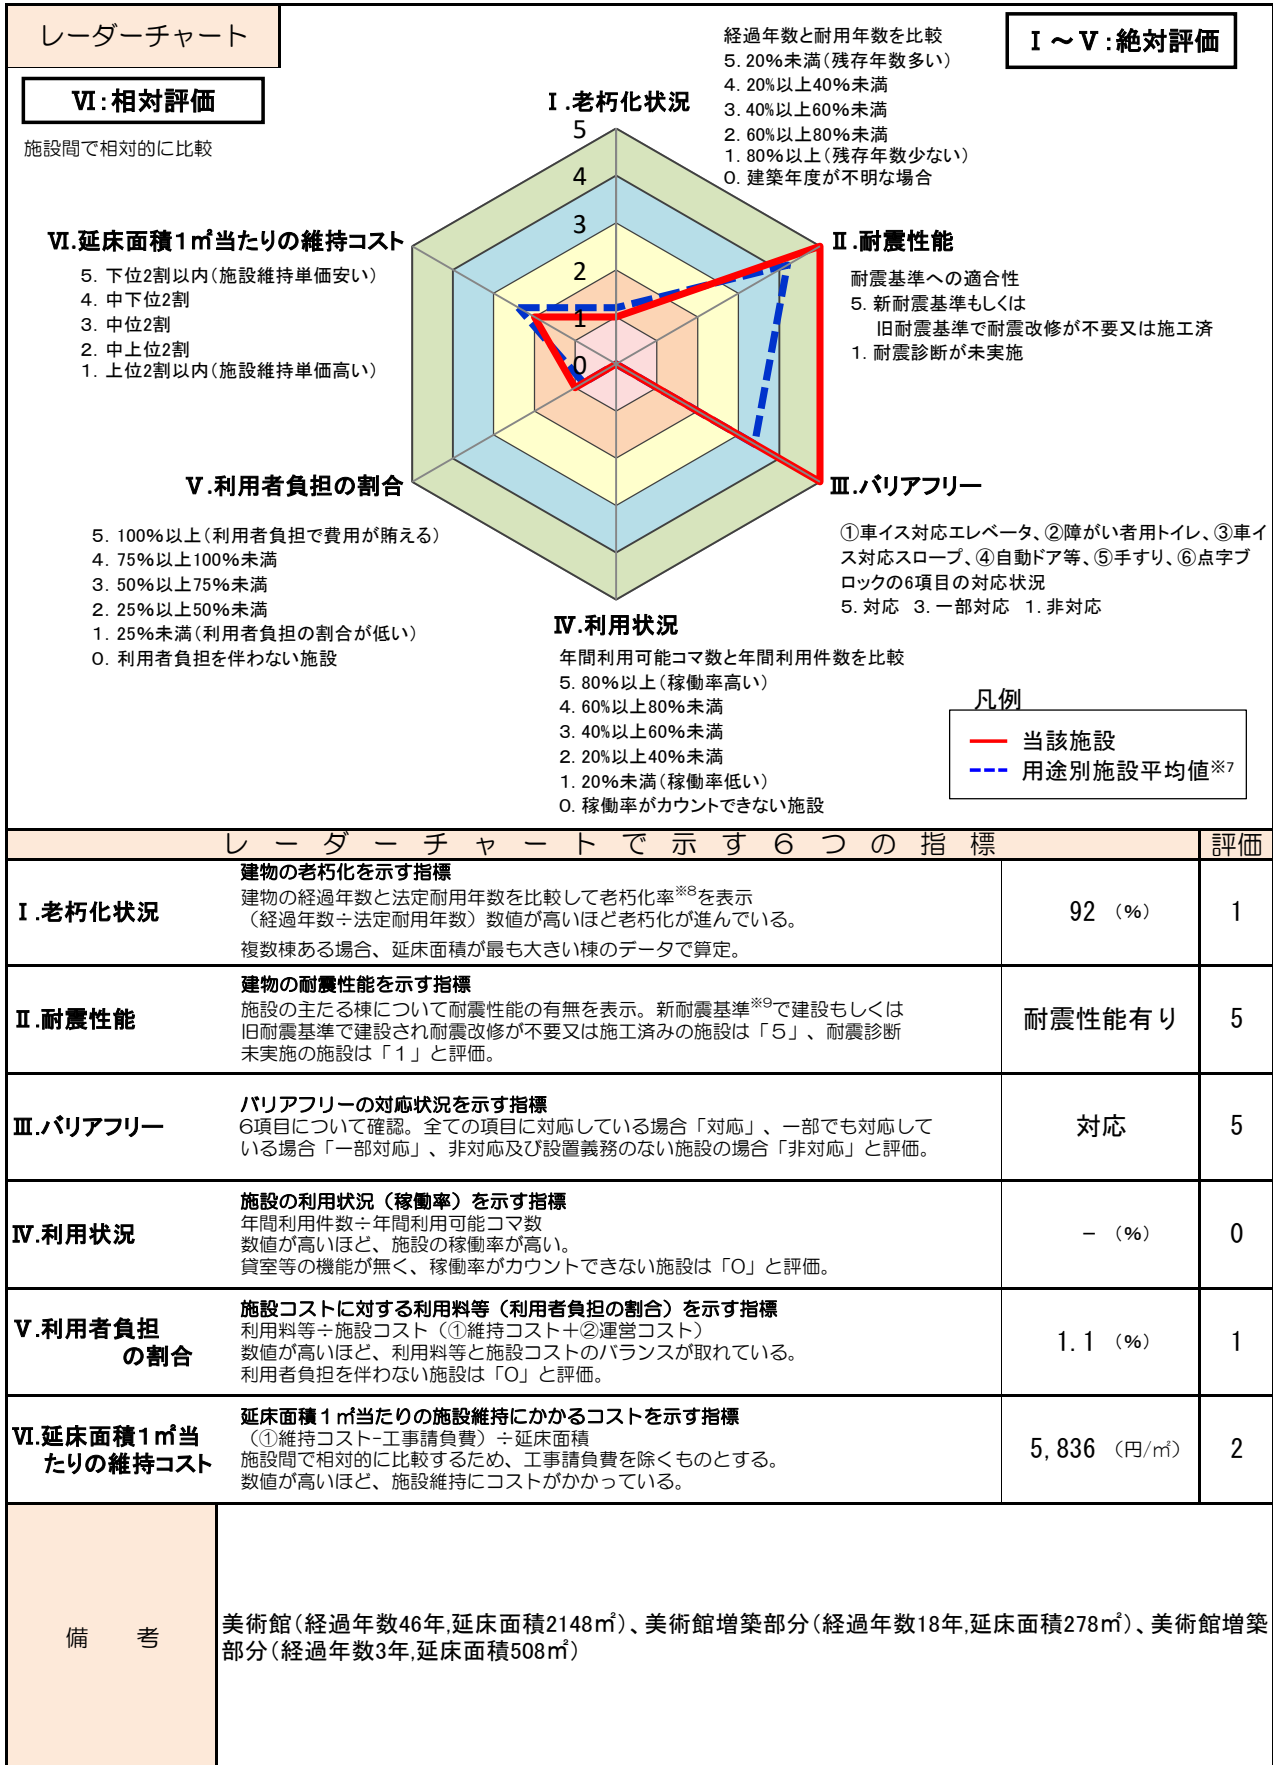 レーダーチャート
Ⅵ:相対評価
施設間で相対的に比較
Ⅰ～Ⅴ:絶対評価
経過年数と耐用年数を比較
5. 20%未満(残存年数多い)
4. 20%以上40%未満
3. 40%以上60%未満
2. 60%以上80%未満
1. 80%以上(残存年数少ない)
0. 建築年度が不明な場合
Ⅰ.老朽化状況
5
4
3
2
1
0
Ⅱ.耐震性能
耐震基準への適合性
5. 新耐震基準もしくは
旧耐震基準で耐震改修が不要又は施工済
1. 耐震診断が未実施
Ⅵ.延床面積1㎡当たりの維持コスト
5. 下位2割以内(施設維持単価安い)
4. 中下位2割
3. 中位2割
2. 中上位2割
1. 上位2割以内(施設維持単価高い)
Ⅴ.利用者負担の割合
5. 100%以上(利用者負担で費用が賄える)
4. 75%以上100%未満
3. 50%以上75%未満
2. 25%以上50%未満
1. 25%未満(利用者負担の割合が低い)
0. 利用者負担を伴わない施設
Ⅲ.バリアフリー
①車イス対応エレベータ、②障がい者用トイレ、③車イ
ス対応スロープ、④自動ドア等、⑤手すり、⑥点字ブ
ロックの6項目の対応状況
5. 対応 3. 一部対応 1. 非対応
Ⅳ.利用状況
年間利用可能コマ数と年間利用件数を比較
5. 80%以上(稼働率高い)
4. 60%以上80%未満
3. 40%以上60%未満
2. 20%以上40%未満
1. 20%未満(稼働率低い)
0. 稼働率がカウントできない施設
凡例
当該施設
用途別施設平均値※7
レーダーチャートで示す6つの指標 評価
Ⅰ.老朽化状況
建物の老朽化を示す指標
建物の経過年数と法定耐用年数を比較して老朽化率※8を表示
（経過年数÷法定耐用年数）数値が高いほど老朽化が進んでいる。
複数棟ある場合、延床面積が最も大きい棟のデータで算定。
92 (%) 1
Ⅱ.耐震性能
建物の耐震性能を示す指標
施設の主たる棟について耐震性能の有無を表示。新耐震基準※9で建設もしくは
旧耐震基準で建設され耐震改修が不要又は施工済みの施設は「5」、耐震診断
未実施の施設は「1」と評価。
耐震性能有り 5
Ⅲ.バリアフリー
バリアフリーの対応状況を示す指標
6項目について確認。全ての項目に対応している場合「対応」、一部でも対応して
いる場合「一部対応」、非対応及び設置義務のない施設の場合「非対応」と評価。
対応 5
Ⅳ.利用状況
施設の利用状況（稼働率）を示す指標
年間利用件数÷年間利用可能コマ数
数値が高いほど、施設の稼働率が高い。
貸室等の機能が無く、稼働率がカウントできない施設は「0」と評価。
- (%) 0
Ⅴ.利用者負担
の割合
施設コストに対する利用料等（利用者負担の割合）を示す指標
利用料等÷施設コスト（①維持コスト+②運営コスト）
数値が高いほど、利用料等と施設コストのバランスが取れている。
利用者負担を伴わない施設は「0」と評価。
1.1 (%) 1
Ⅵ.延床面積1㎡当
たりの維持コスト
延床面積1㎡当たりの施設維持にかかるコストを示す指標
（①維持コスト-工事請負費）÷延床面積
施設間で相対的に比較するため、工事請負費を除くものとする。
数値が高いほど、施設維持にコストがかかっている。
5,836 (円/㎡) 2
備 考
美術館(経過年数46年,延床面積2148㎡)、美術館増築部分(経過年数18年,延床面積278㎡)、美術館増築
部分(経過年数3年,延床面積508㎡)